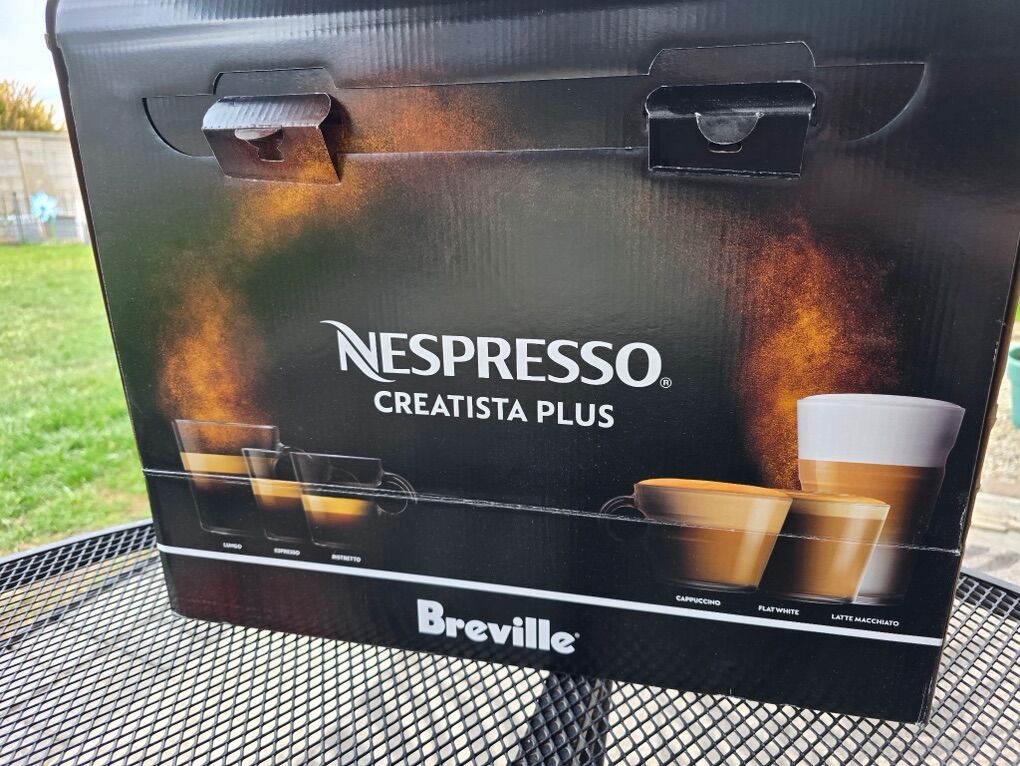 NESPRESSO®
CREATISTA PLUS
LUNGO
ESPRESSO
RISTRETTO
CAPPUCCINO
FLAT WHITE
LATTE MACCHIATO
Breville®